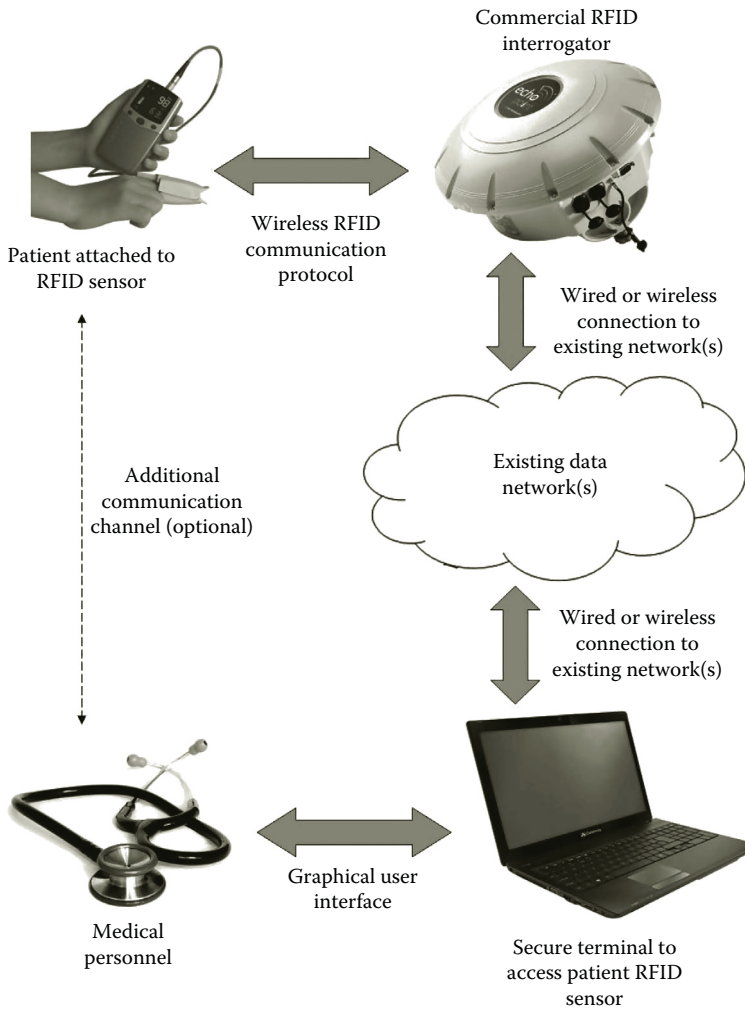 Commercial RFID
interrogator
98
echo
Patient attached to
RFID sensor
Wireless RFID
communication
protocol
Wired or wireless
connection to
existing network(s)
Existing data
network(s)
Additional
communication
channel (optional)
Wired or wireless
connection to
existing network(s)
Graphical user
interface
Medical
personnel
Secure terminal to
access patient RFID
sensor